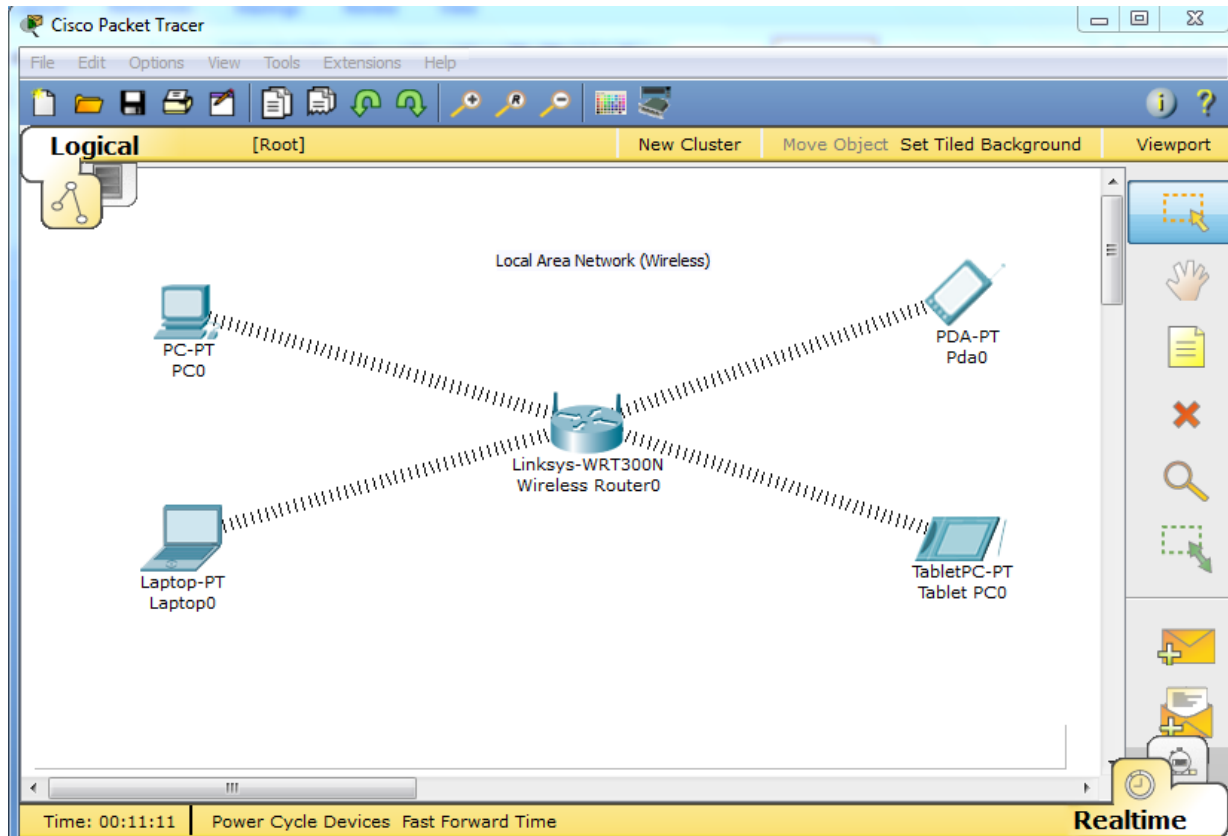 Cisco Packet Tracer
File Edit Options View Tools Extensions Help
Logical [Root] New Cluster Move Object Set Tiled Background Viewport
Local Area Network (Wireless)
PC-PT
PC0
PDA-PT
Pda0
Linksys-WRT300N
Wireless Router0
Laptop-PT
Laptop0
TabletPC-PT
Tablet PC0
Time: 00:11:11 Power Cycle Devices Fast Forward Time Realtime